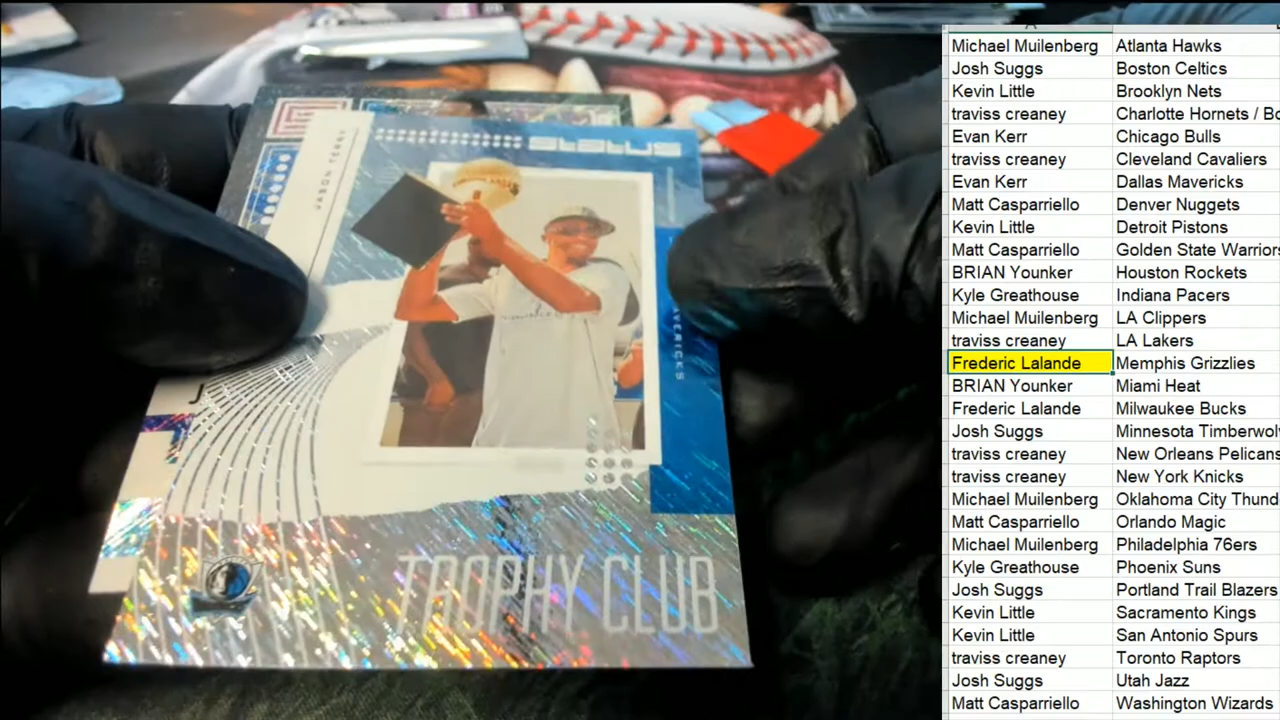 status
JASON TERRY
MAVERICKS
TROPHY CLUB
Michael Muilenberg Atlanta Hawks
Josh Suggs Boston Celtics
Kevin Little Brooklyn Nets
traviss creaney Charlotte Hornets / Bo
Evan Kerr Chicago Bulls
traviss creaney Cleveland Cavaliers
Evan Kerr Dallas Mavericks
Matt Casparriello Denver Nuggets
Kevin Little Detroit Pistons
Matt Casparriello Golden State Warriors
BRIAN Younker Houston Rockets
Kyle Greathouse Indiana Pacers
Michael Muilenberg LA Clippers
traviss creaney LA Lakers
Frederic Lalande Memphis Grizzlies
BRIAN Younker Miami Heat
Frederic Lalande Milwaukee Bucks
Josh Suggs Minnesota Timberwolv
traviss creaney New Orleans Pelicans
traviss creaney New York Knicks
Michael Muilenberg Oklahoma City Thund
Matt Casparriello Orlando Magic
Michael Muilenberg Philadelphia 76ers
Kyle Greathouse Phoenix Suns
Josh Suggs Portland Trail Blazers
Kevin Little Sacramento Kings
Kevin Little San Antonio Spurs
traviss creaney Toronto Raptors
Josh Suggs Utah Jazz
Matt Casparriello Washington Wizards